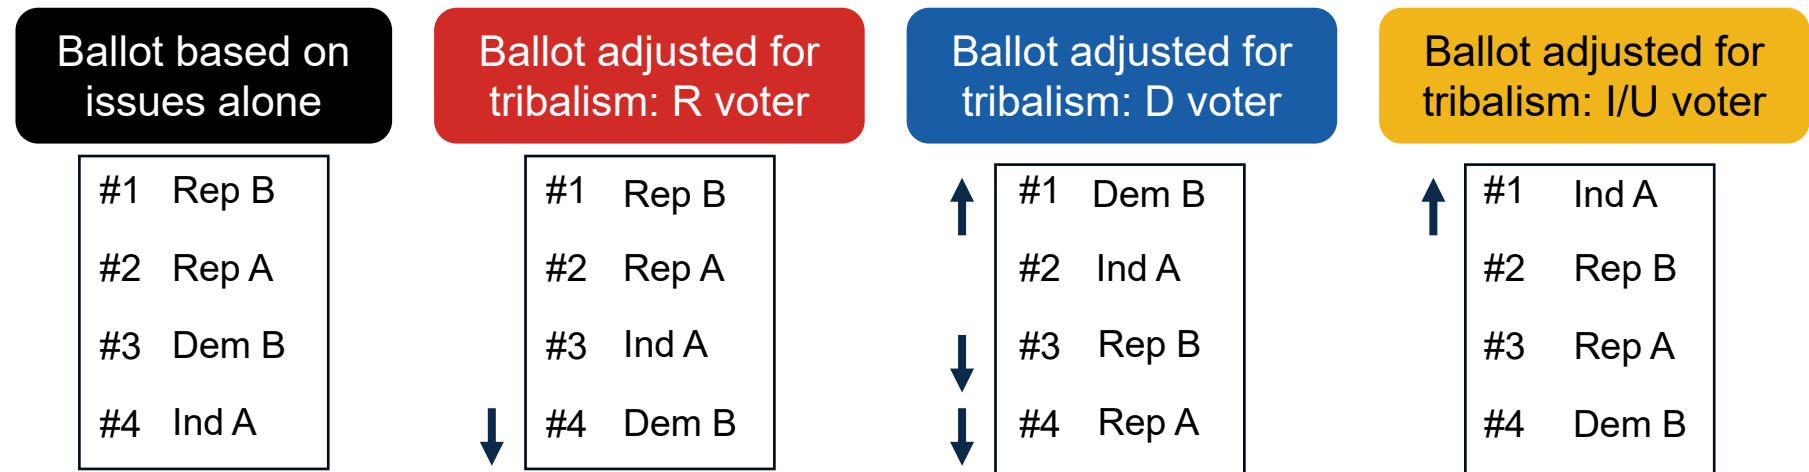 Ballot based on
issues alone
#1 Rep B
#2 Rep A
#3 Dem B
#4 Ind A
Ballot adjusted for
tribalism: R voter
#1 Rep B
#2 Rep A
#3 Ind A
#4 Dem B
Ballot adjusted for
tribalism: D voter
#1 Dem B
#2 Ind A
#3 Rep B
#4 Rep A
Ballot adjusted for
tribalism: I/U voter
#1 Ind A
#2 Rep B
#3 Rep A
#4 Dem B